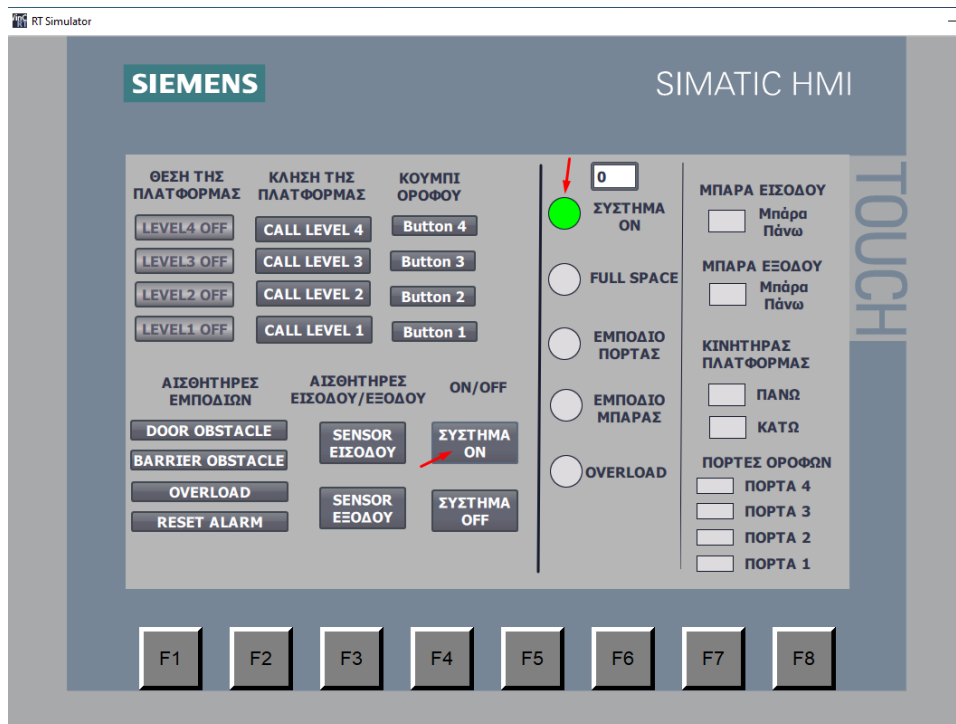 RT Simulator
SIEMENS
SIMATIC HMI
TOUCH
ΘΕΣΗ ΤΗΣ
ΠΛΑΤΦΟΡΜΑΣ
ΚΛΗΣΗ ΤΗΣ
ΠΛΑΤΦΟΡΜΑΣ
ΚΟΥΜΠΙ
ΟΡΟΦΟΥ
LEVEL4 OFF
CALL LEVEL 4
Button 4
LEVEL3 OFF
CALL LEVEL 3
Button 3
LEVEL2 OFF
CALL LEVEL 2
Button 2
LEVEL1 OFF
CALL LEVEL 1
Button 1
ΑΙΣΘΗΤΗΡΕΣ
ΕΜΠΟΔΙΩΝ
DOOR OBSTACLE
BARRIER OBSTACLE
OVERLOAD
RESET ALARM
ΑΙΣΘΗΤΗΡΕΣ
ΕΙΣΟΔΟΥ/ΕΞΟΔΟΥ
SENSOR
ΕΙΣΟΔΟΥ
SENSOR
ΕΞΟΔΟΥ
ON/OFF
ΣΥΣΤΗΜΑ
ON
ΣΥΣΤΗΜΑ
OFF
0
ΣΥΣΤΗΜΑ
ON
FULL SPACE
ΕΜΠΟΔΙΟ
ΠΟΡΤΑΣ
ΕΜΠΟΔΙΟ
ΜΠΑΡΑΣ
OVERLOAD
ΜΠΑΡΑ ΕΙΣΟΔΟΥ
Μπάρα
Πάνω
ΜΠΑΡΑ ΕΞΟΔΟΥ
Μπάρα
Πάνω
ΚΙΝΗΤΗΡΑΣ
ΠΛΑΤΦΟΡΜΑΣ
ΠΑΝΩ
ΚΑΤΩ
ΠΟΡΤΕΣ ΟΡΟΦΩΝ
ΠΟΡΤΑ 4
ΠΟΡΤΑ 3
ΠΟΡΤΑ 2
ΠΟΡΤΑ 1
F1 F2 F3 F4 F5 F6 F7 F8